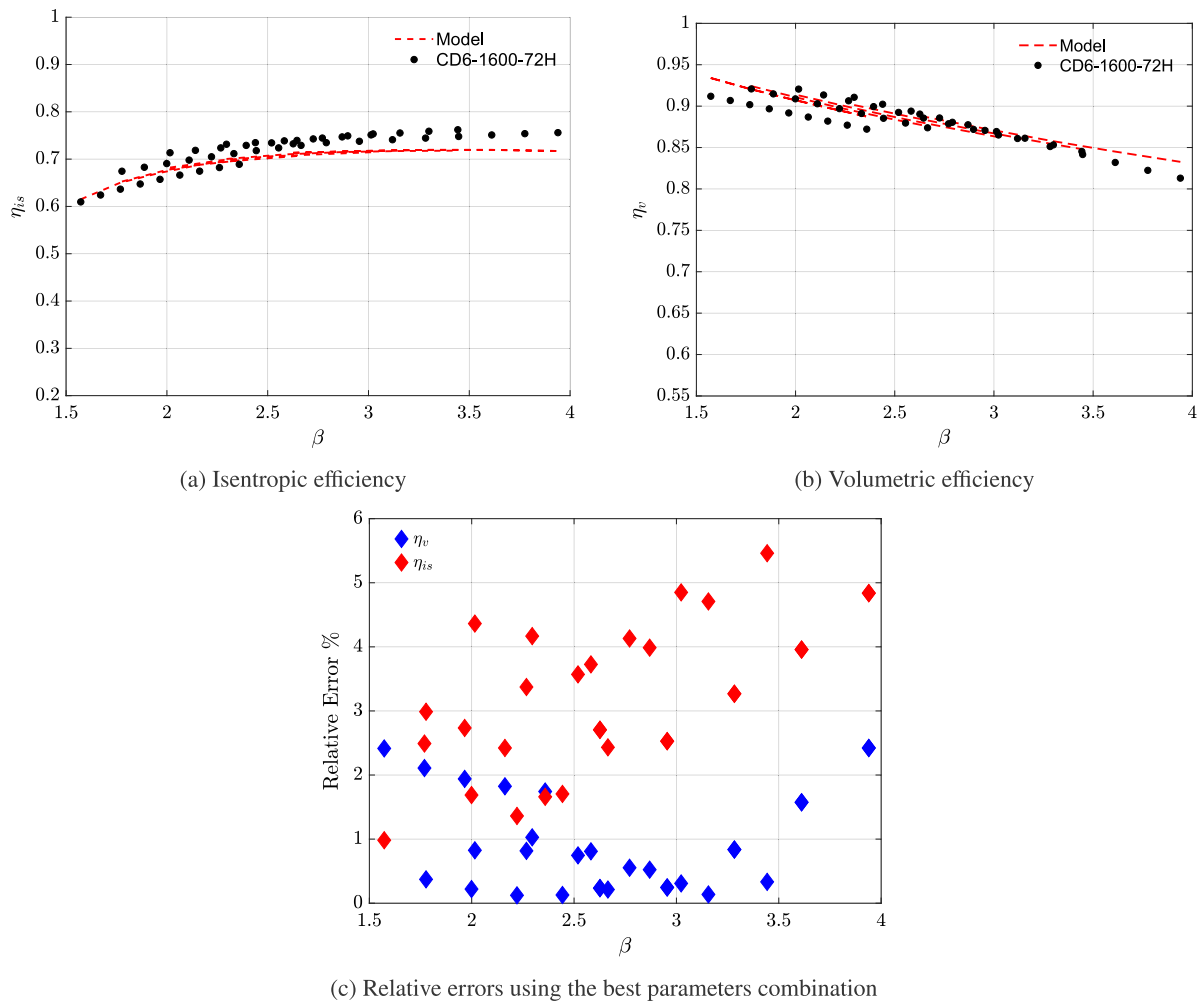 1
0.9
0.8
0.7
0.6
0.5
0.4
0.3
0.2
1.5 2 2.5 3 3.5 4
η_is
β
Model
CD6-1600-72H
(a) Isentropic efficiency
1
0.95
0.9
0.85
0.8
0.75
0.7
0.65
0.6
0.55
1.5 2 2.5 3 3.5 4
η_v
β
Model
CD6-1600-72H
(b) Volumetric efficiency
6
5
4
3
2
1
0
1.5 2 2.5 3 3.5 4
Relative Error %
β
η_v
η_is
(c) Relative errors using the best parameters combination